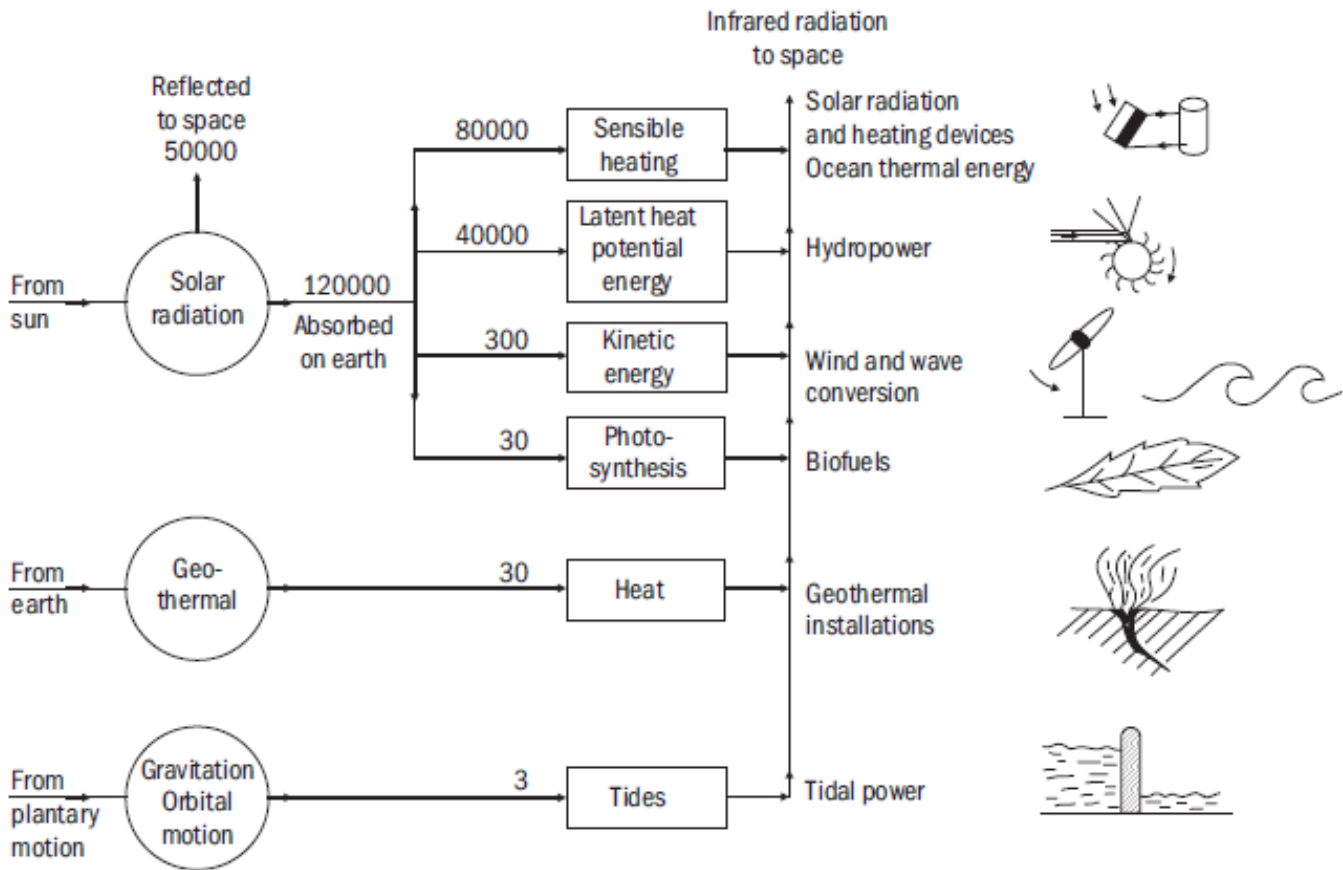 Infrared radiation
to space
Reflected
to space
50000
80000
Sensible
heating
Solar radiation
and heating devices
Ocean thermal energy
From
sun
Solar
radiation
120000
Absorbed
on earth
40000
Latent heat
potential
energy
Hydropower
300
Kinetic
energy
Wind and wave
conversion
30
Photo-
synthesis
Biofuels
From
earth
Geo-
thermal
30
Heat
Geothermal
installations
From
plantary
motion
Gravitation
Orbital
motion
3
Tides
Tidal power